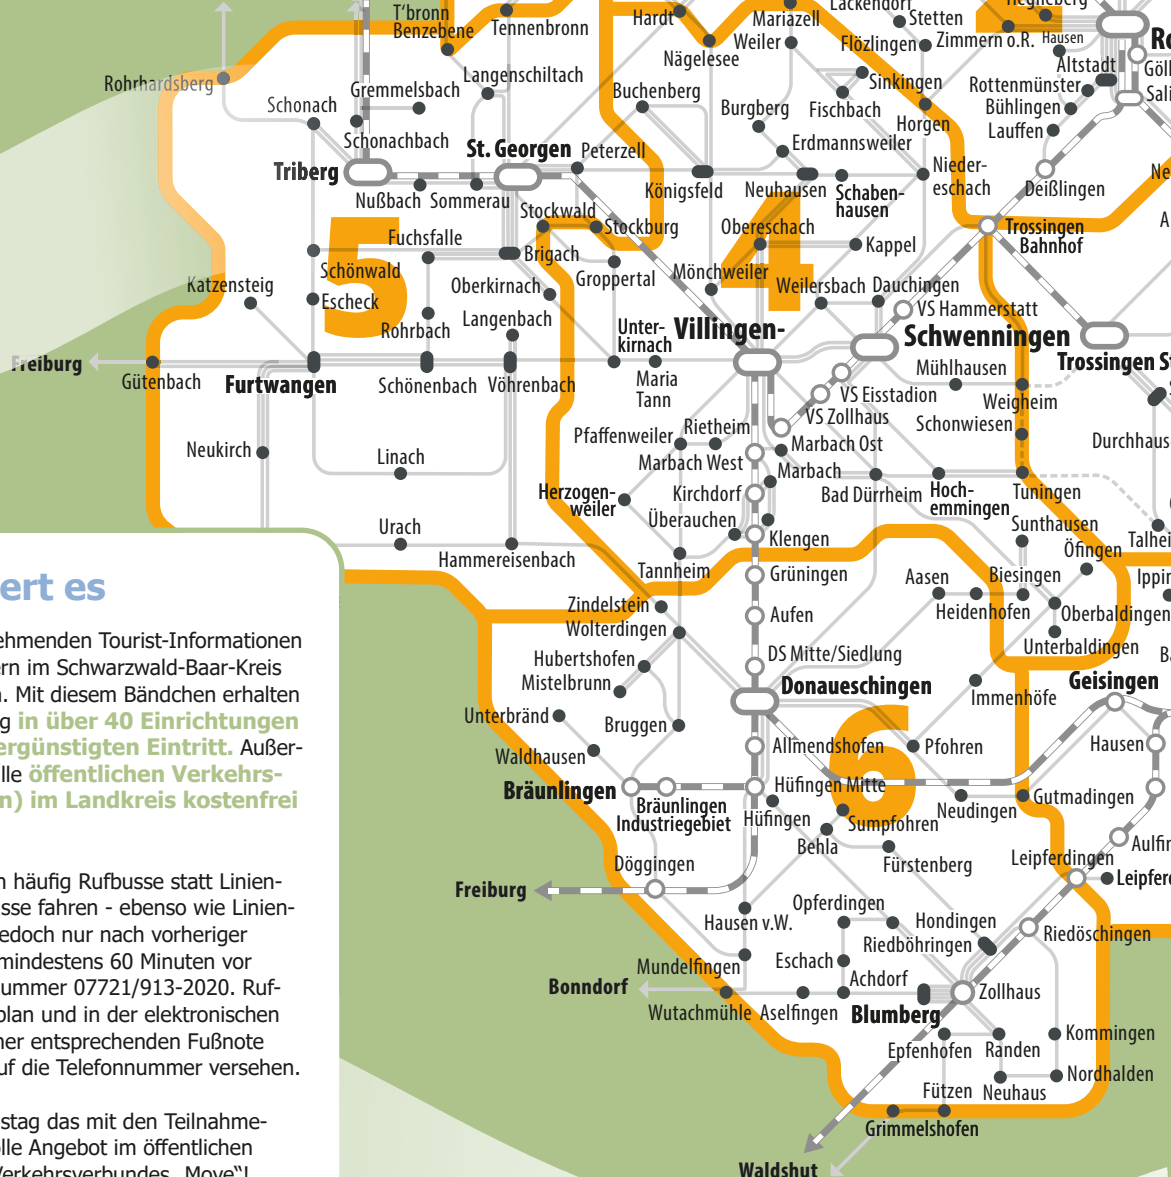 T'bronn
Benzebene
Tennenbronn
Hardt
Mariazell
Weiler
Lackendorf
Stetten
Flözlingen
Zimmern o.R.
Hausen
Nägelesee
Altstadt
Rohrhardsberg
Schonach
Gremmelsbach
Langenschiltach
Buchenberg
Burgberg
Sinkingen
Fischbach
Rottenmünster
Bühlingen
Lauffen
Horgen
Schonachbach
St. Georgen
Peterzell
Erdmannsweiler
Triberg
Nußbach
Sommerau
Königsfeld
Neuhausen
Schaben-
hausen
Nieder-
eschach
Deißlingen
5
4
Stockwald
Stockburg
Obereschach
Kappel
Trossingen
Bahnhof
Fuchsfalle
Brigach
Groppertal
Mönchweiler
Weilersbach
Dauchingen
Schönwald
Katzensteig
Escheck
Oberkirnach
Rohrbach
Langenbach
Unter-
kirnach
Villingen-
VS Hammerstatt
Schwenningen
Freiburg
Gütenbach
Furtwangen
Schönenbach
Vöhrenbach
Maria
Tann
Mühlhausen
Trossingen
VS Eisstadion
VS Zollhaus
Weigheim
Schonwiesen
Neukirch
Linach
Pfaffenweiler
Rietheim
Marbach Ost
Marbach West
Marbach
Bad Dürrheim
Hoch-
emmingen
Tuningen
Herzogen-
weiler
Kirchdorf
Überauchen
Klengen
Sunthausen
Öfingen
Urach
Hammereisenbach
Tannheim
Grüningen
Aasen
Biesingen
Heidenhofen
Oberbaldingen
Unterbaldingen
Zindelstein
Wolterdingen
Aufen
DS Mitte/Siedlung
Hubertshofen
Mistelbrunn
Donaueschingen
Immenhöfe
Geisingen
Unterbränd
Bruggen
Waldhausen
6
Allmendshofen
Pfohren
Hausen
Bräunlingen
Bräunlingen
Industriegebiet
Hüfingen Mitte
Hüfingen
Sumpfohren
Neudingen
Gutmadingen
Behla
Fürstenberg
Leipferdingen
Döggingen
Freiburg
Hausen v.W.
Opferdingen
Hondingen
Riedböhringen
Riedöschingen
Mundelfingen
Eschach
Achdorf
Bonndorf
Wutachmühle
Aselfingen
Blumberg
Zollhaus
Epfenhofen
Randen
Kommingen
Nordhalden
Fützen
Neuhaus
Grimmelshofen
Waldshut
ert es
ehmenden Tourist-Informationen
ern im Schwarzwald-Baar-Kreis
. Mit diesem Bändchen erhalten
g in über 40 Einrichtungen
ergünstigten Eintritt. Außer-
lle öffentlichen Verkehrs-
n) im Landkreis kostenfrei
n häufig Rufbusse statt Linien-
sse fahren - ebenso wie Linien-
edoch nur nach vorheriger
mindestens 60 Minuten vor
ummer 07721/913-2020. Ruf-
plan und in der elektronischen
ner entsprechenden Fußnote
uf die Telefonnummer versehen.
stag das mit den Teilnahme-
olle Angebot im öffentlichen
Verkehrsverbundes „Move“!